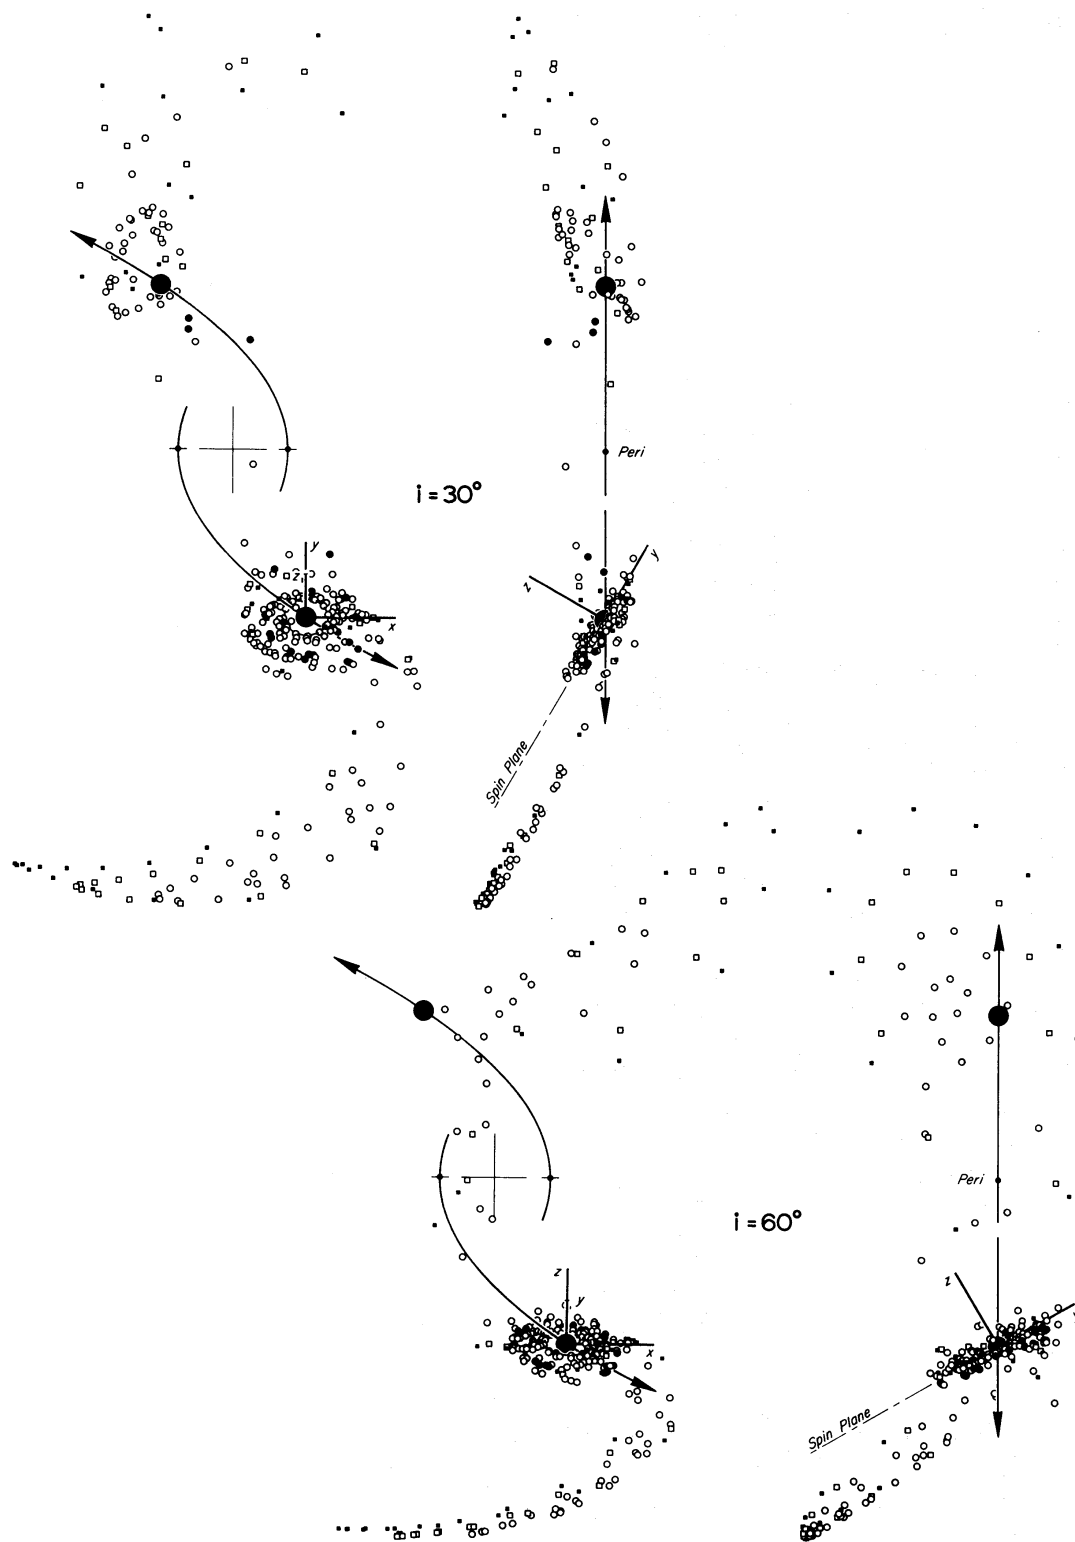 Peri
i = 30°
y
z
x
z
y
Spin Plane
Peri
i = 60°
z
y
x
z
Spin Plane